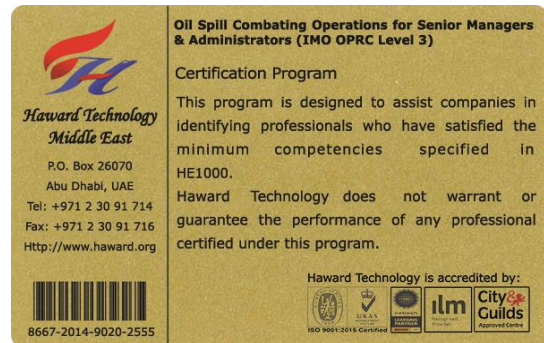 Haward Technology
Middle East
P.O. Box 26070
Abu Dhabi, UAE
Tel: +971 2 30 91 714
Fax: +971 2 30 91 716
Http://www.haward.org
8667-2014-9020-2555
Oil Spill Combating Operations for Senior Managers
& Administrators (IMO OPRC Level 3)
Certification Program
This program is designed to assist companies in
identifying professionals who have satisfied the
minimum competencies specified in
HE1000.
Haward Technology does not warrant or
guarantee the performance of any professional
certified under this program.
Haward Technology is accredited by:
UKAS
ISO 9001:2015 Certified
LEARNING
PARTNER
ilm
Recognised
Provider
City&
Guilds
Approved Centre